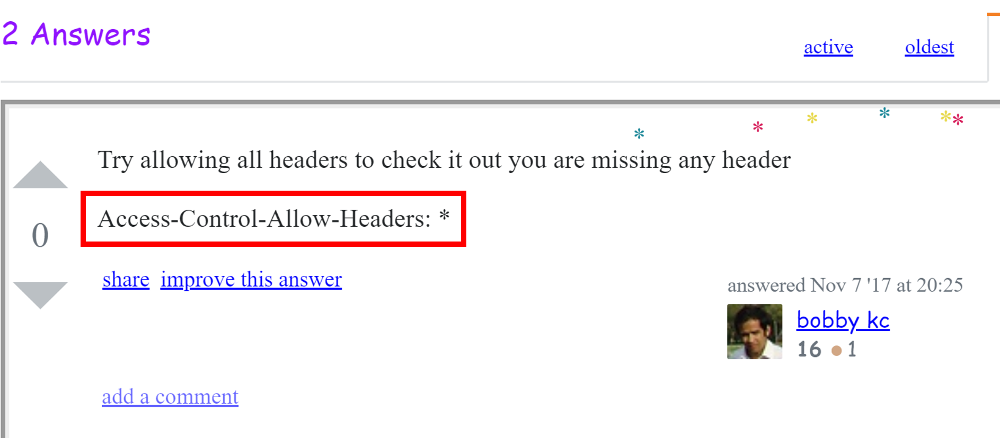 2 Answers
active oldest
* * * * * *
Try allowing all headers to check it out you are missing any header
Access-Control-Allow-Headers: *
0
share improve this answer
answered Nov 7 '17 at 20:25
bobby kc
16 ● 1
add a comment